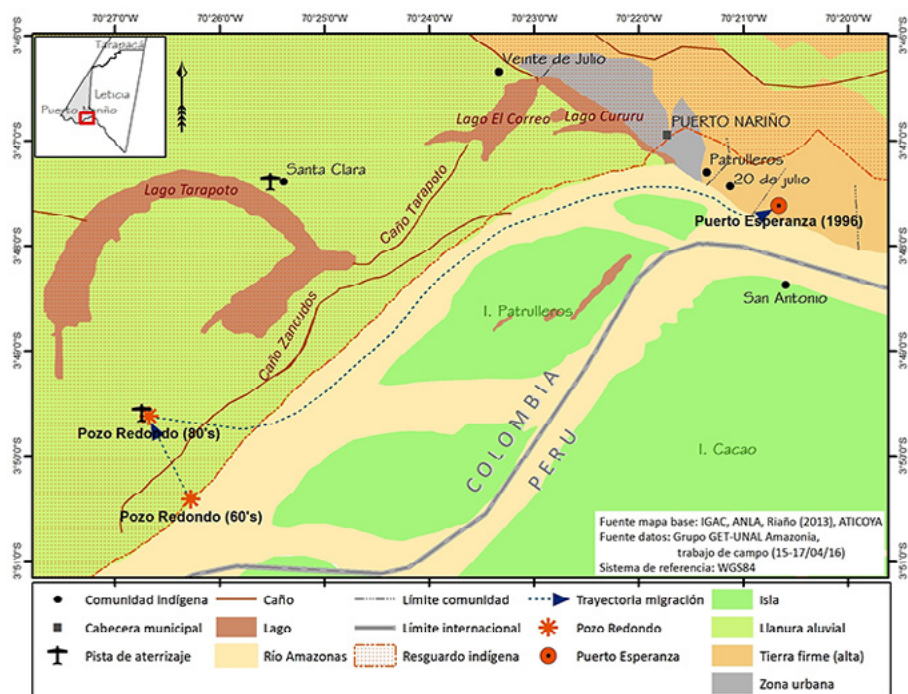 70°27'0"O 70°26'0"O 70°25'0"O 70°24'0"O 70°23'0"O 70°22'0"O 70°21'0"O 70°20'0"O
3°46'0"S
3°47'0"S
3°48'0"S
3°49'0"S
3°50'0"S
3°51'0"S
Tarapacá
Leticia
Puerto Nariño
Veinte de Julio
Lago El Correo
Lago Cururu
PUERTO NARIÑO
Patrulleros
20 de julio
Puerto Esperanza (1996)
Santa Clara
Lago Tarapoto
Caño Tarapoto
San Antonio
I. Patrulleros
Caño Zancudos
COLOMBIA
PERU
I. Cacao
Pozo Redondo (80's)
Pozo Redondo (60's)
Fuente mapa base: IGAC, ANLA, Riaño (2013), ATICOYA
Fuente datos: Grupo GET-UNAL Amazonia,
trabajo de campo (15-17/04/16)
Sistema de referencia: WGS84
Comunidad indígena
Caño
Límite comunidad
Trayectoria migración
Isla
Cabecera municipal
Lago
Límite internacional
Pozo Redondo
Llanura aluvial
Pista de aterrizaje
Río Amazonas
Resguardo indígena
Puerto Esperanza
Tierra firme (alta)
Zona urbana